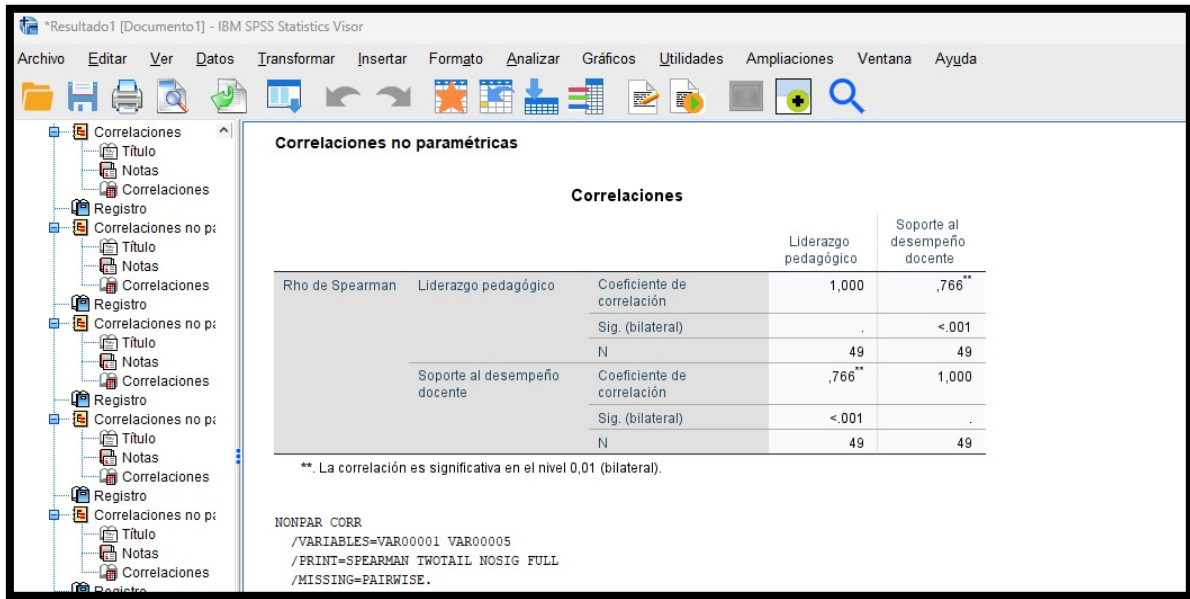 *Resultado1 [Documento1] - IBM SPSS Statistics Visor
Archivo Editar Ver Datos Transformar Insertar Formato Analizar Gráficos Utilidades Ampliaciones Ventana Ayuda
Correlaciones
Título
Notas
Correlaciones
Registro
Correlaciones no pa
Título
Notas
Correlaciones
Registro
Correlaciones no pa
Título
Notas
Correlaciones
Registro
Correlaciones no pa
Título
Notas
Correlaciones
Registro
Correlaciones no pa
Título
Notas
Correlaciones
Registro
Correlaciones no paramétricas
Correlaciones
Liderazgo
pedagógico
Soporte al
desempeño
docente
Rho de Spearman Liderazgo pedagógico Coeficiente de
correlación 1,000 ,766**
Sig. (bilateral) . <.001
N 49 49
Soporte al desempeño
docente Coeficiente de
correlación ,766** 1,000
Sig. (bilateral) <.001 .
N 49 49
**. La correlación es significativa en el nivel 0,01 (bilateral).
NONPAR CORR
/VARIABLES=VAR00001 VAR00005
/PRINT=SPEARMAN TWOTAIL NOSIG FULL
/MISSING=PAIRWISE.